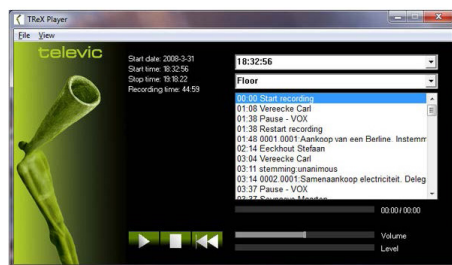 TReX Player
File View
televic
Start date: 2008-3-31
Start time: 18:32:56
Stop time: 19:18:22
Recording time: 44:59
18:32:56
Floor
00:00 Start recording
01:08 Vereecke Carl
01:38 Pause - VOX
01:38 Restart recording
01:48 0001.0001:Aankoop van een Berline. Instemm
02:14 Eeckhout Stefaan
03:04 Vereecke Carl
03:11 stemming:unanimous
03:14 0002.0001:Samenaankoop electriciteit. Deleg
03:37 Pause - VOX
03:37
00:00 / 00:00
Volume
Level